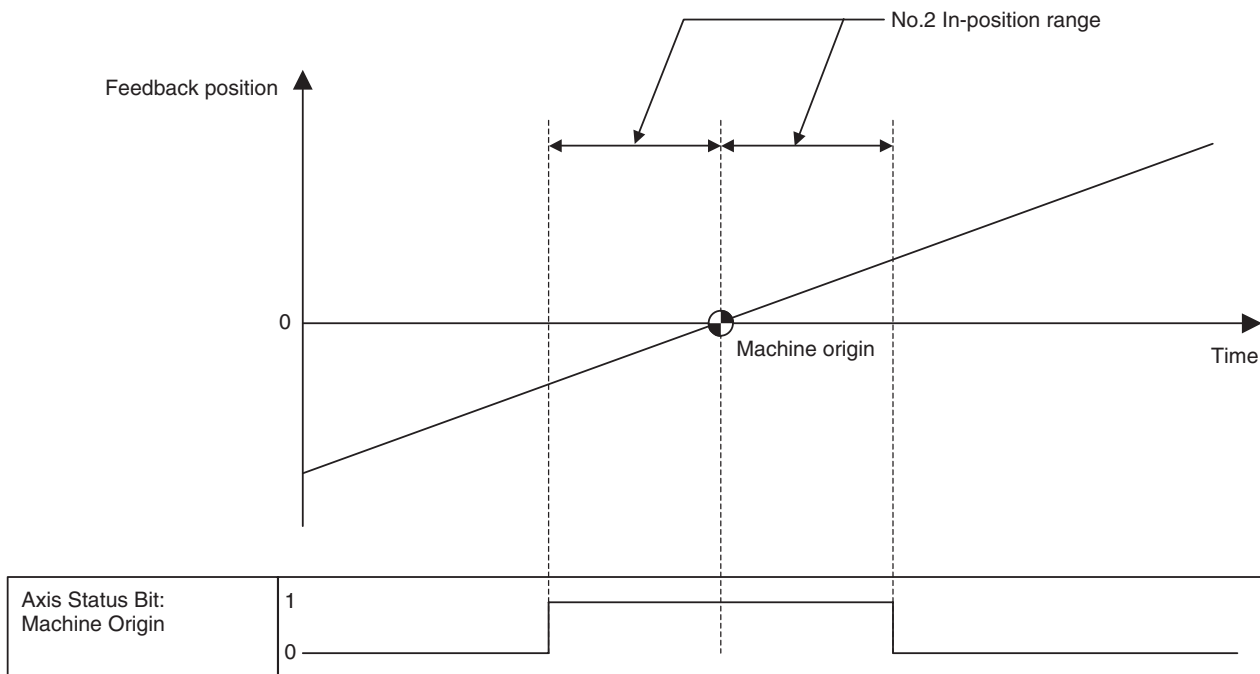 No.2 In-position range
Feedback position
0
Machine origin
Time
Axis Status Bit:
Machine Origin
1
0